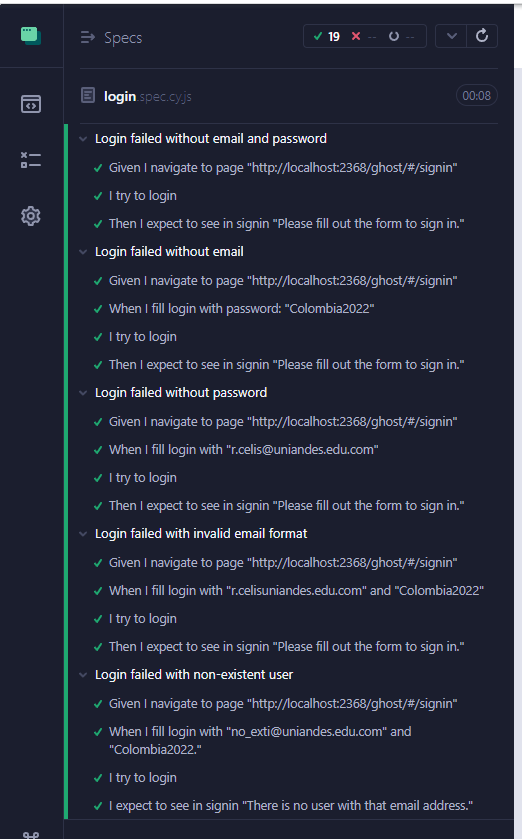 Specs
19 -- --
login.spec.cy.js 00:08
Login failed without email and password
Given I navigate to page "http://localhost:2368/ghost/#/signin"
I try to login
Then I expect to see in signin "Please fill out the form to sign in."
Login failed without email
Given I navigate to page "http://localhost:2368/ghost/#/signin"
When I fill login with password: "Colombia2022"
I try to login
Then I expect to see in signin "Please fill out the form to sign in."
Login failed without password
Given I navigate to page "http://localhost:2368/ghost/#/signin"
When I fill login with "r.celis@uniandes.edu.com"
I try to login
Then I expect to see in signin "Please fill out the form to sign in."
Login failed with invalid email format
Given I navigate to page "http://localhost:2368/ghost/#/signin"
When I fill login with "r.celisuniandes.edu.com" and "Colombia2022"
I try to login
Then I expect to see in signin "Please fill out the form to sign in."
Login failed with non-existent user
Given I navigate to page "http://localhost:2368/ghost/#/signin"
When I fill login with "no_exti@uniandes.edu.com" and
"Colombia2022."
I try to login
I expect to see in signin "There is no user with that email address."